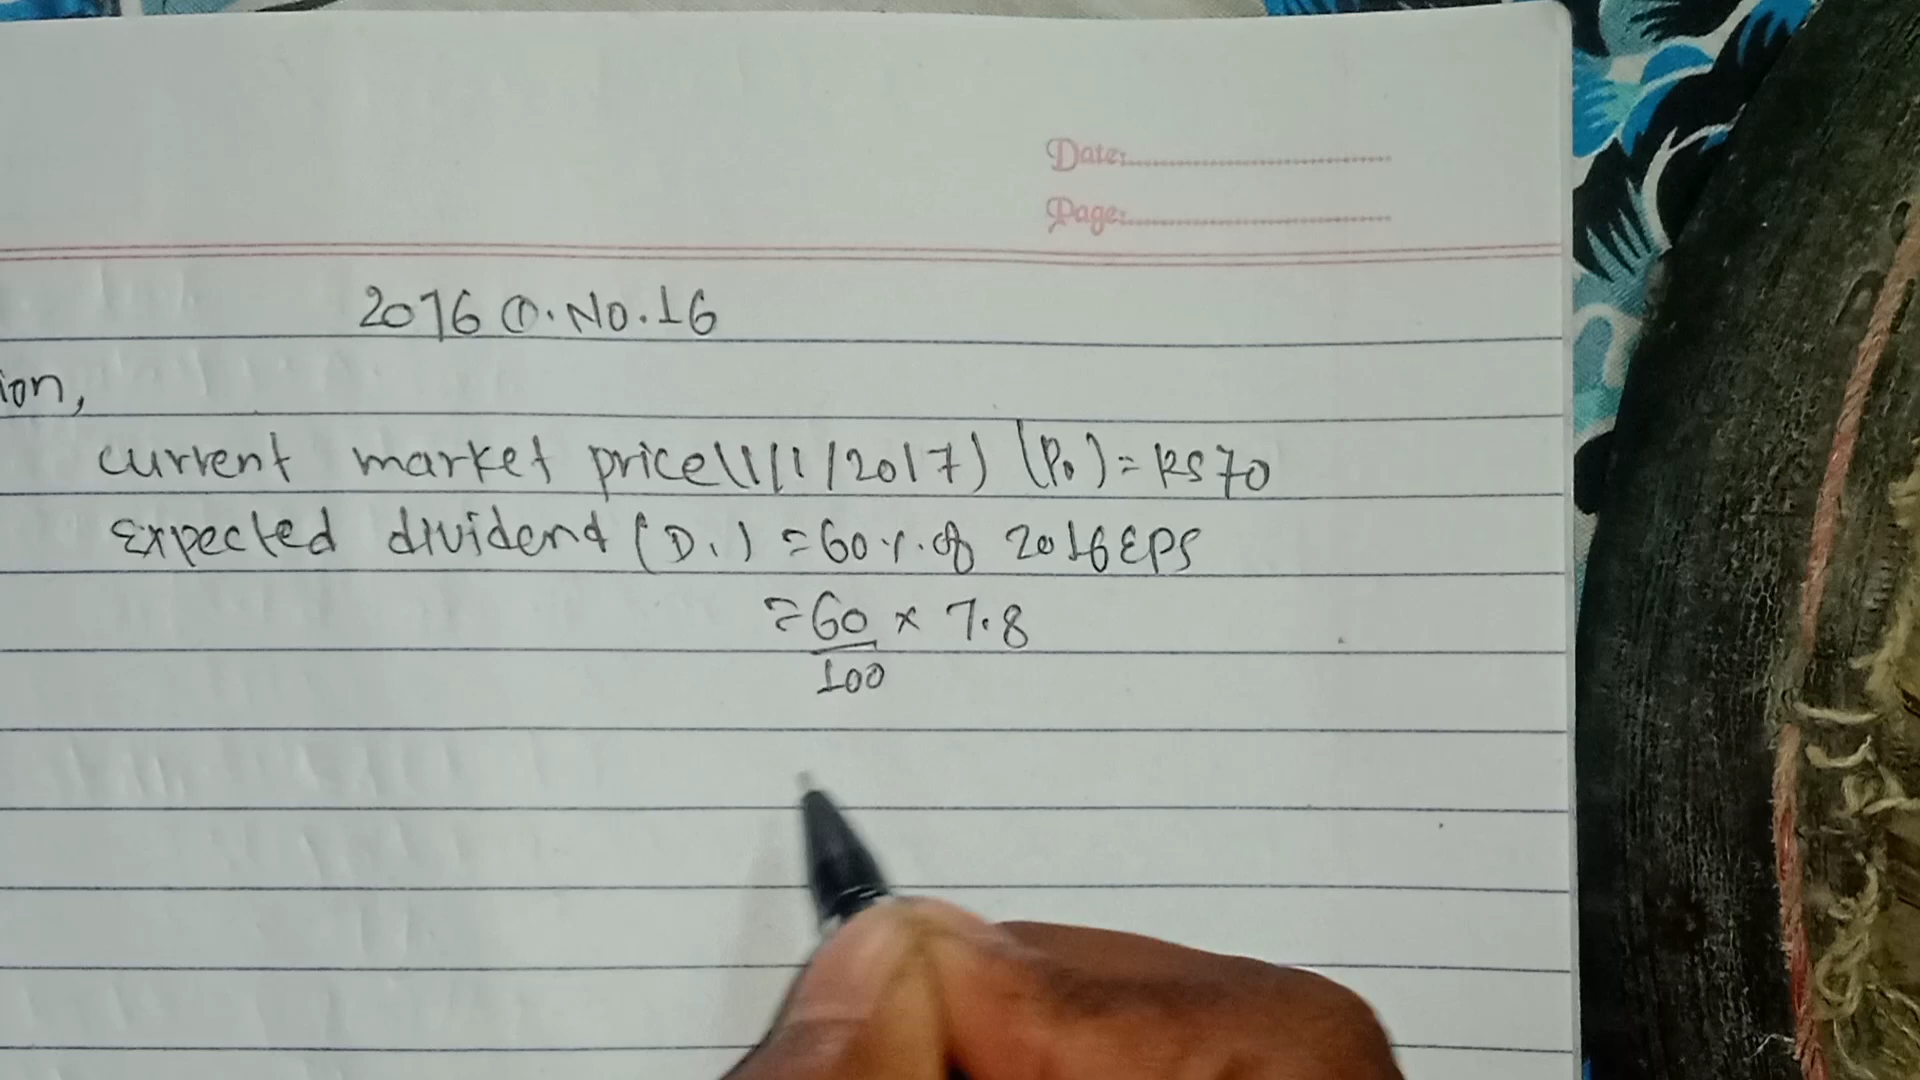 Date:
Page:
2076 Q.No.16
ion,
current market price(1/1/2017) (P0) = RS 70
Expected dividend (D1) = 60% of 2016 EPS
= 60/100 × 7.8